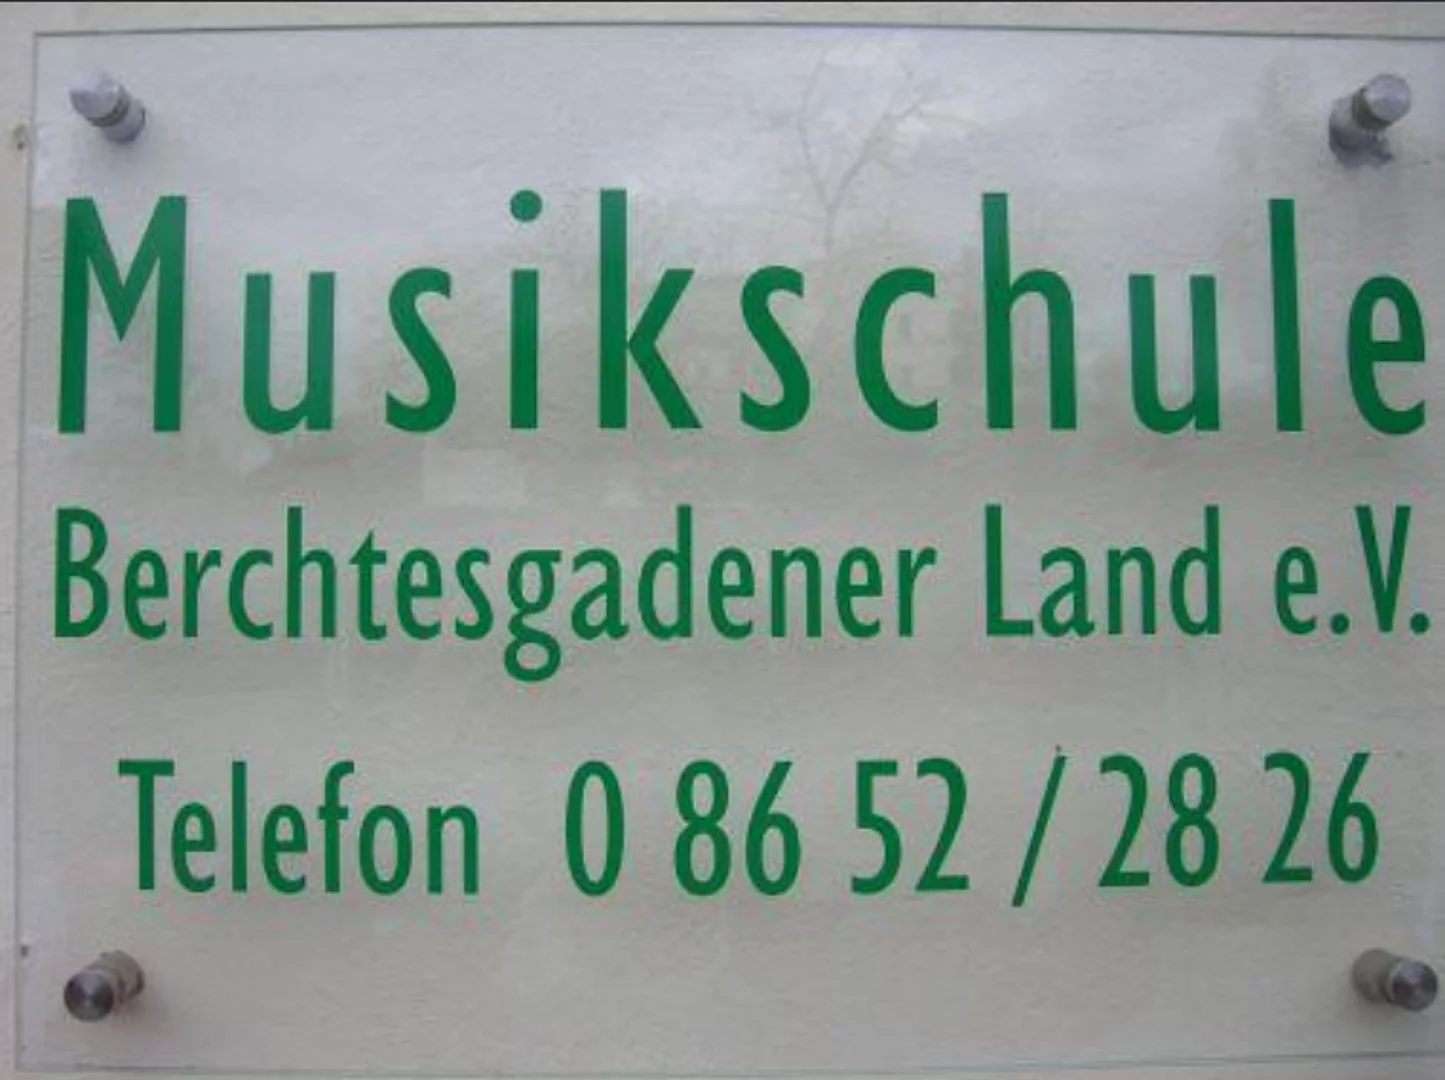 Musikschule
Berchtesgadener Land e.V.
Telefon 0 86 52 / 28 26